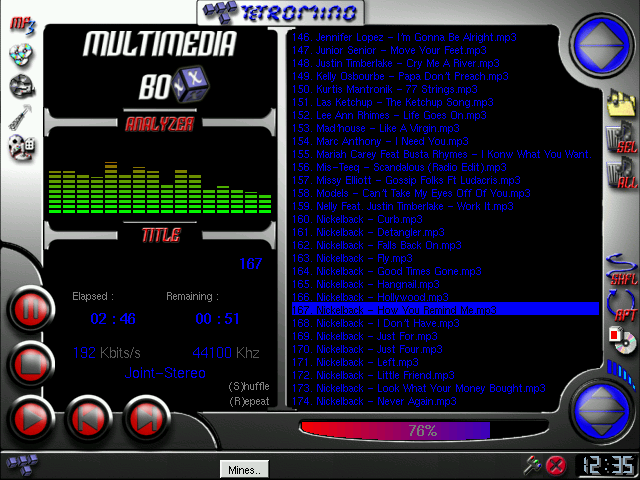 MP3
TETROMINO
MULTIMEDIA
BOX
X
ANALYZER
TITLE
167
Elapsed :
Remaining :
02 : 46
00 : 51
192 Kbits/s
44100 Khz
Joint-Stereo
(S)huffle
(R)epeat
146. Jennifer Lopez - I'm Gonna Be Alright.mp3
147. Junior Senior - Move Your Feet.mp3
148. Justin Timberlake - Cry Me A River.mp3
149. Kelly Osbourne - Papa Don't Preach.mp3
150. Kurtis Mantronik - 77 Strings.mp3
151. Las Ketchup - The Ketchup Song.mp3
152. Lee Ann Rhimes - Life Goes On.mp3
153. Mad'house - Like A Virgin.mp3
154. Marc Anthony - I Need You.mp3
155. Mariah Carey Feat Busta Rhymes - I Know What You Want
156. Mis-Teeq - Scandalous (Radio Edit).mp3
157. Missy Elliott - Gossip Folks Ft Ludacris.mp3
158. Models - Can't Take My Eyes Off Of You.mp3
159. Nelly Feat. Justin Timberlake - Work It.mp3
160. Nickelback - Curb.mp3
161. Nickelback - Detangler.mp3
162. Nickelback - Falls Back On.mp3
163. Nickelback - Fly.mp3
164. Nickelback - Good Times Gone.mp3
165. Nickelback - Hangnail.mp3
166. Nickelback - Hollywood.mp3
167. Nickelback - How You Remind Me.mp3
168. Nickelback - I Don't Have.mp3
169. Nickelback - Just For.mp3
170. Nickelback - Just Four.mp3
171. Nickelback - Left.mp3
172. Nickelback - Little Friend.mp3
173. Nickelback - Look What Your Money Bought.mp3
174. Nickelback - Never Again.mp3
SEL
ALL
SHFL
RPT
76%
Mines..
12:35